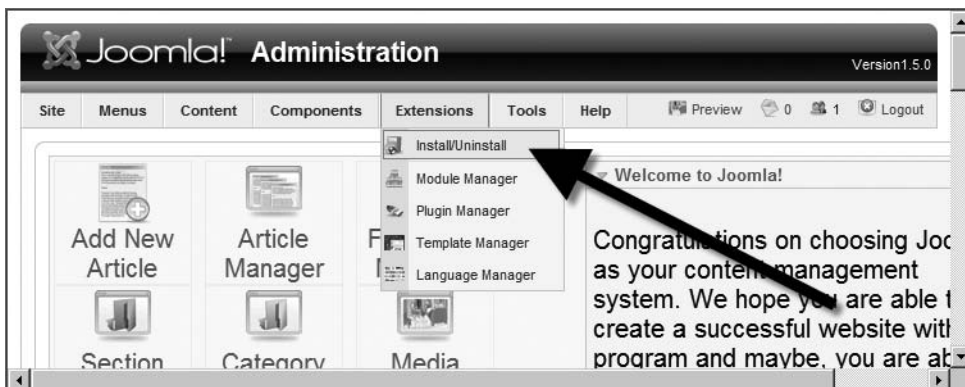 Joomla! Administration
Version1.5.0
Site Menus Content Components Extensions Tools Help Preview 0 1 Logout
Install/Uninstall
Module Manager
Plugin Manager
Template Manager
Language Manager
Add New
Article
Article
Manager
F
Section
Category
Media
Welcome to Joomla!
Congratulations on choosing Joo
as your content management
system. We hope you are able t
create a successful website with
program and maybe, you are ab